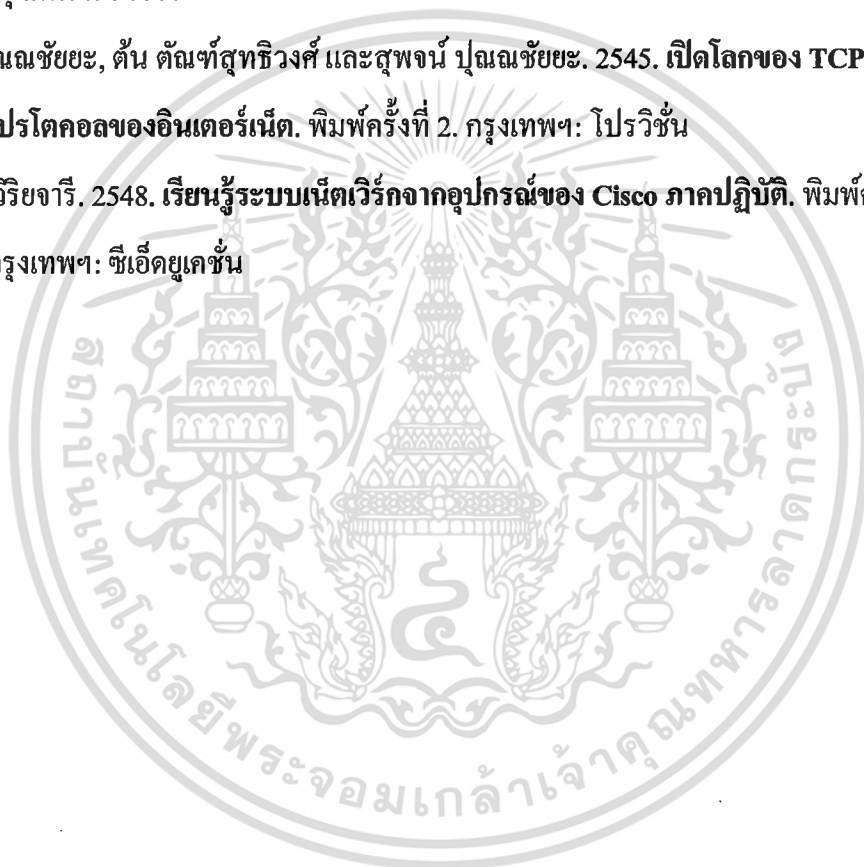 ณณชัยยะ, ต้น ตัณฑ์สุทธิวงศ์ และสุพจน์ ปุณณชัยยะ. 2545. เปิดโลกของ TCP
โปรโตคอลของอินเตอร์เน็ต. พิมพ์ครั้งที่ 2. กรุงเทพฯ: โปรวิชั่น
วิริยจารี. 2548. เรียนรู้ระบบเน็ตเวิร์กจากอุปกรณ์ของ Cisco ภาคปฏิบัติ. พิมพ์
กรุงเทพฯ: ซีเอ็ดยูเคชั่น
สถาบันเทคโนโลยีพระจอมเกล้าเจ้าคุณทหารลาดกระบัง